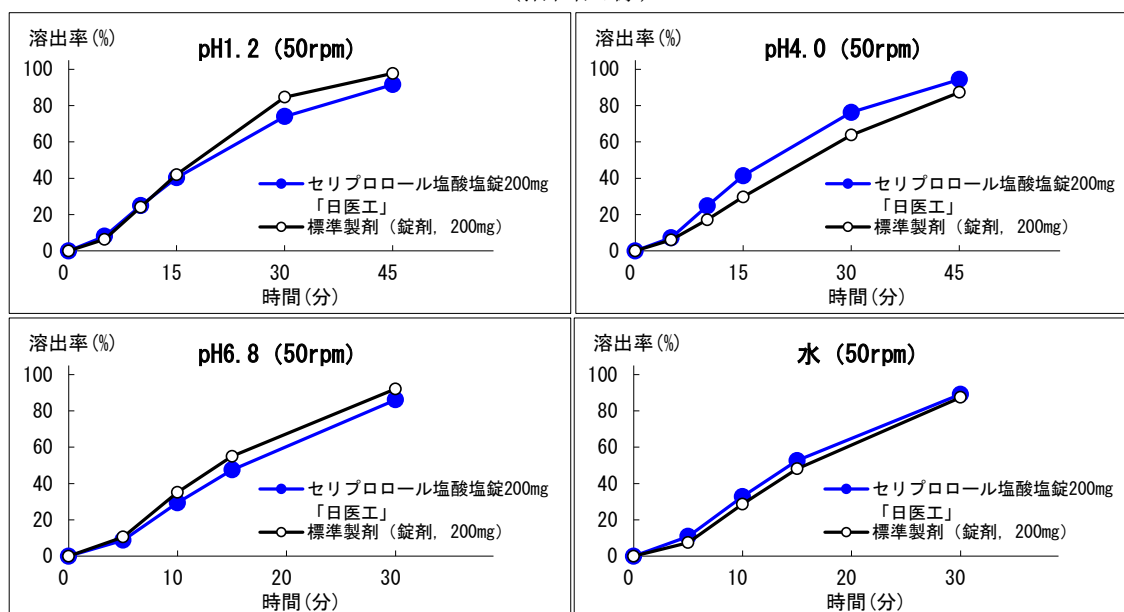 溶出率(%)
pH1.2 (50rpm)
100
80
60
40
20
0
セリプロロール塩酸塩錠200mg
「日医工」
標準製剤（錠剤, 200mg）
0 15 30 45
時間(分)
溶出率(%)
pH4.0 (50rpm)
100
80
60
40
20
0
セリプロロール塩酸塩錠200mg
「日医工」
標準製剤（錠剤, 200mg）
0 15 30 45
時間(分)
溶出率(%)
pH6.8 (50rpm)
100
80
60
40
20
0
セリプロロール塩酸塩錠200mg
「日医工」
標準製剤（錠剤, 200mg）
0 10 20 30
時間(分)
溶出率(%)
水 (50rpm)
100
80
60
40
20
0
セリプロロール塩酸塩錠200mg
「日医工」
標準製剤（錠剤, 200mg）
0 10 20 30
時間(分)